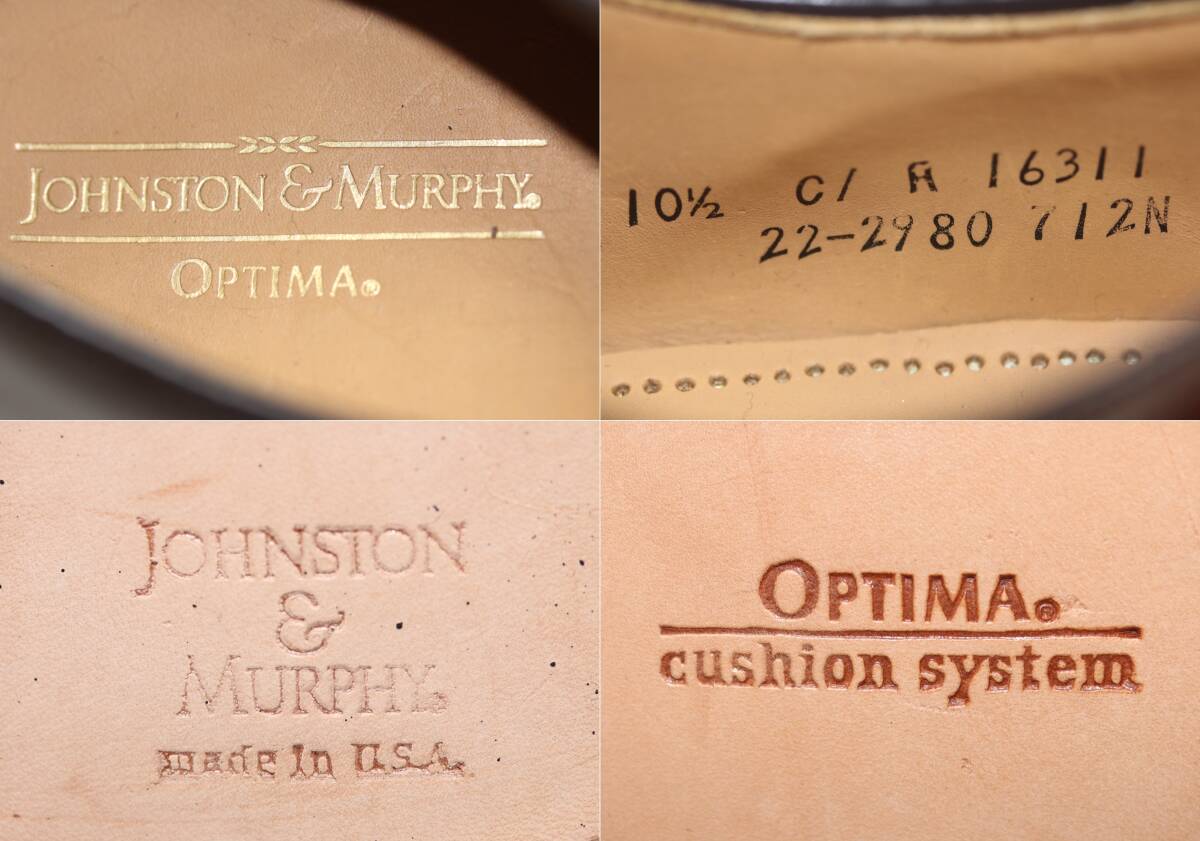 JOHNSTON & MURPHY®
OPTIMA®
10½ C/ A 16311
22-2980 712N
JOHNSTON
&
MURPHY®
made in U.S.A.
OPTIMA®
cushion system